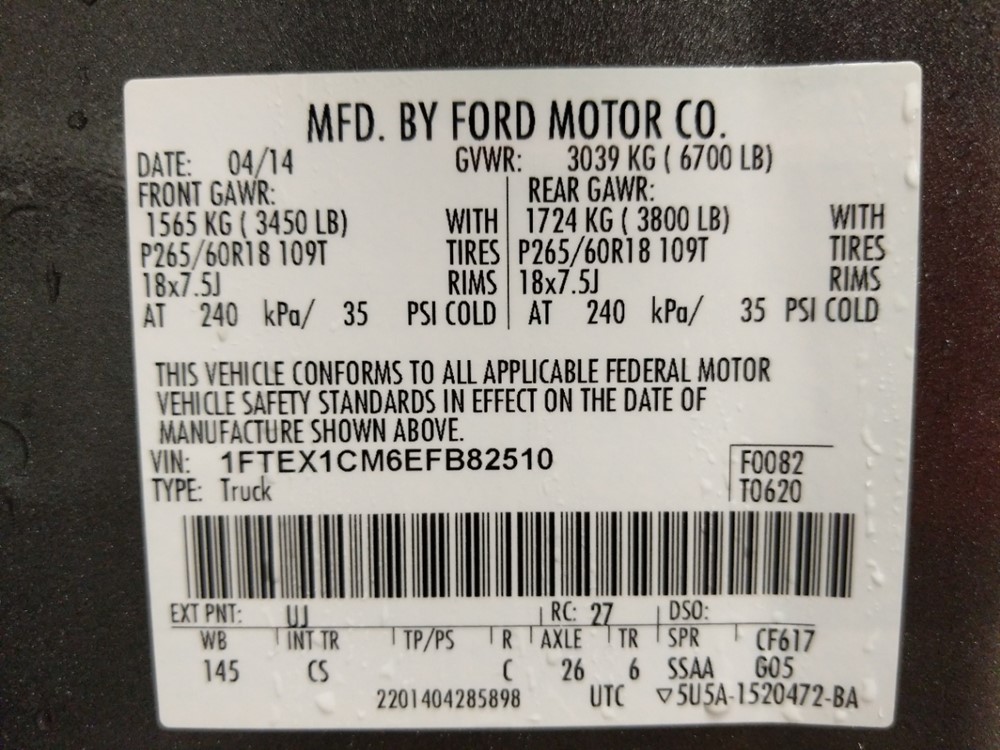 MFD. BY FORD MOTOR CO.
DATE: 04/14 GVWR: 3039 KG ( 6700 LB)
FRONT GAWR: REAR GAWR:
1565 KG ( 3450 LB) WITH 1724 KG ( 3800 LB) WITH
P265/60R18 109T TIRES P265/60R18 109T TIRES
18x7.5J RIMS 18x7.5J RIMS
AT 240 kPa/ 35 PSI COLD AT 240 kPa/ 35 PSI COLD
THIS VEHICLE CONFORMS TO ALL APPLICABLE FEDERAL MOTOR
VEHICLE SAFETY STANDARDS IN EFFECT ON THE DATE OF
MANUFACTURE SHOWN ABOVE.
VIN: 1FTEX1CM6EFB82510 F0082
TYPE: Truck T0620
EXT PNT: UJ RC: 27 DSO:
WB INT TR TP/PS R AXLE TR SPR CF617
145 CS C 26 6 SSAA G05
2201404285898 UTC ▽5U5A-1520472-BA